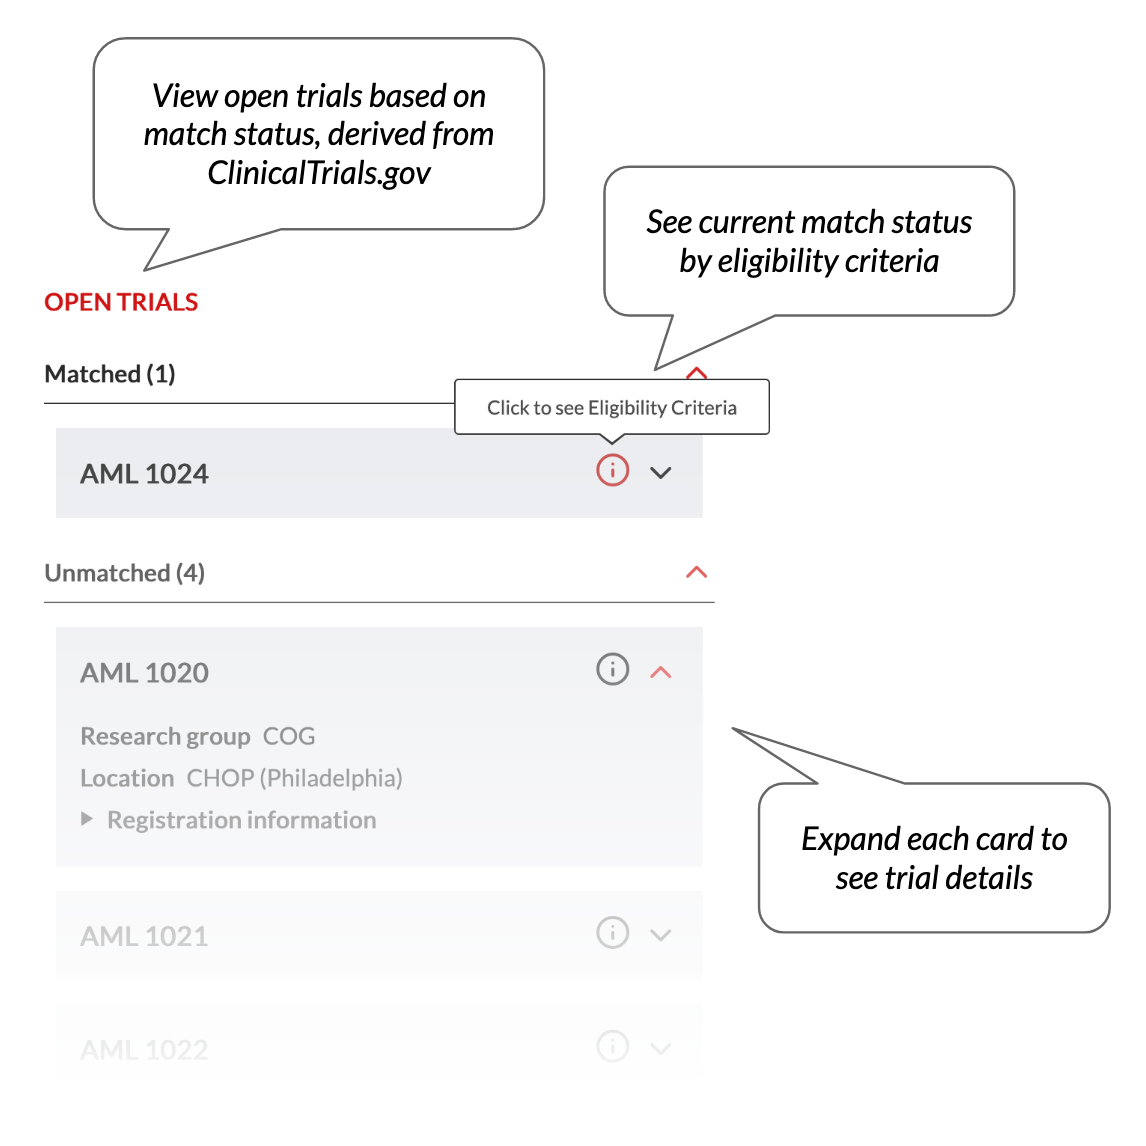 View open trials based on
match status, derived from
ClinicalTrials.gov
See current match status
by eligibility criteria
OPEN TRIALS
Matched (1)
Click to see Eligibility Criteria
AML 1024
Unmatched (4)
AML 1020
Research group COG
Location CHOP (Philadelphia)
Registration information
Expand each card to
see trial details
AML 1021
AML 1022